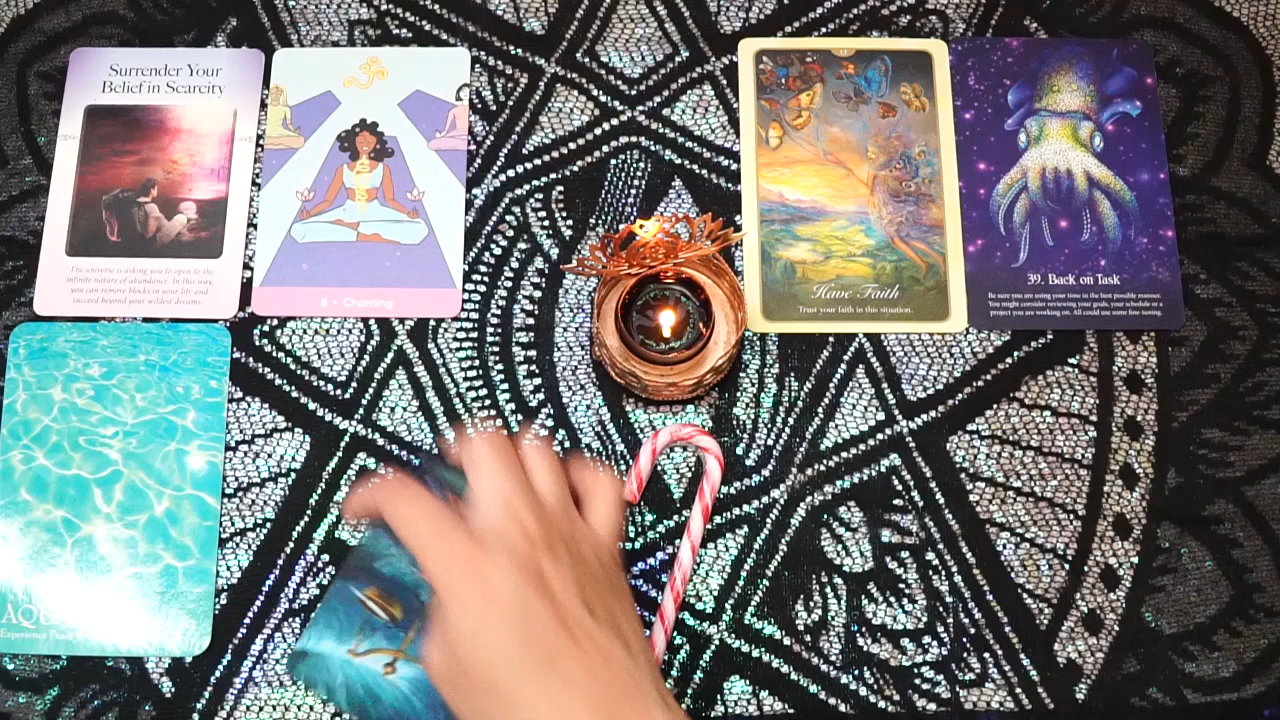 Surrender Your
Belief in Scarcity
The universe is asking you to open to the
infinite nature of abundance. In this way,
you can remove blocks in your life and
succeed beyond your wildest dreams.
ॐ
8 • Chanting
17
Have Faith
Trust your faith in this situation.
39. Back on Task
Be sure you are using your time in the best possible manner.
You might consider reviewing your goals, your schedule or a
project you are working on. All could use some fine-tuning.
Experience Peace